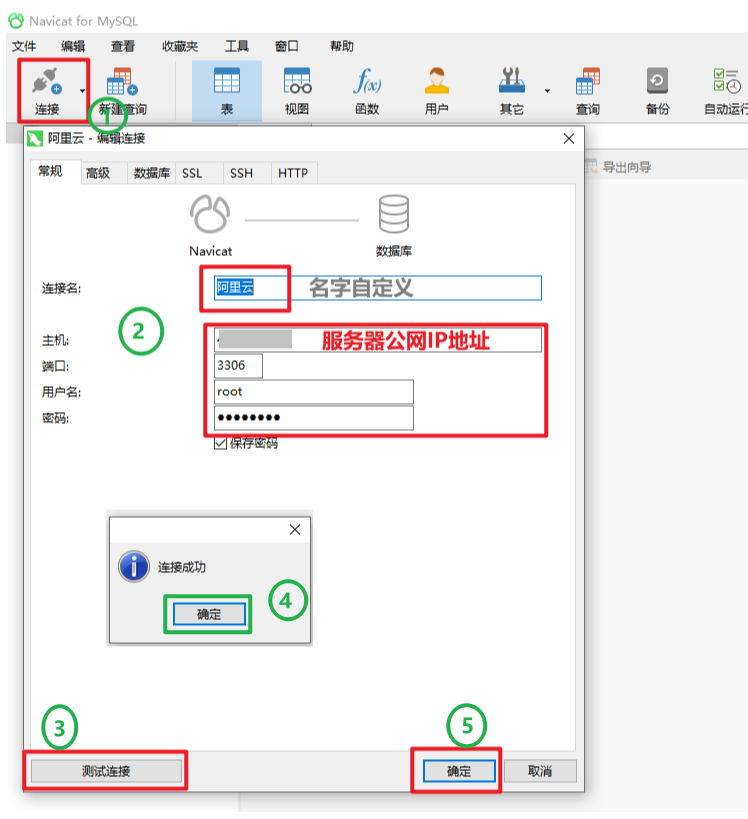 Navicat for MySQL
文件 编辑 查看 收藏夹 工具 窗口 帮助
连接 新建查询 表 视图 函数 用户 其它 查询 备份 自动运行
f(x)
①
阿里云 - 编辑连接
导出向导
常规 高级 数据库 SSL SSH HTTP
Navicat 数据库
连接名: 阿里云 名字自定义
②
主机: 服务器公网IP地址
端口: 3306
用户名: root
密码: ●●●●●●●●
保存密码
连接成功
确定 ④
③ ⑤
测试连接 确定 取消